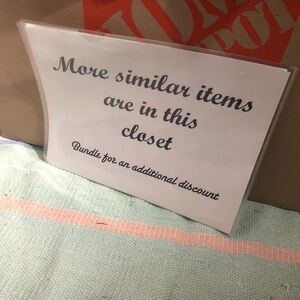 More similar items
are in this
closet
Bundle for an additional discount